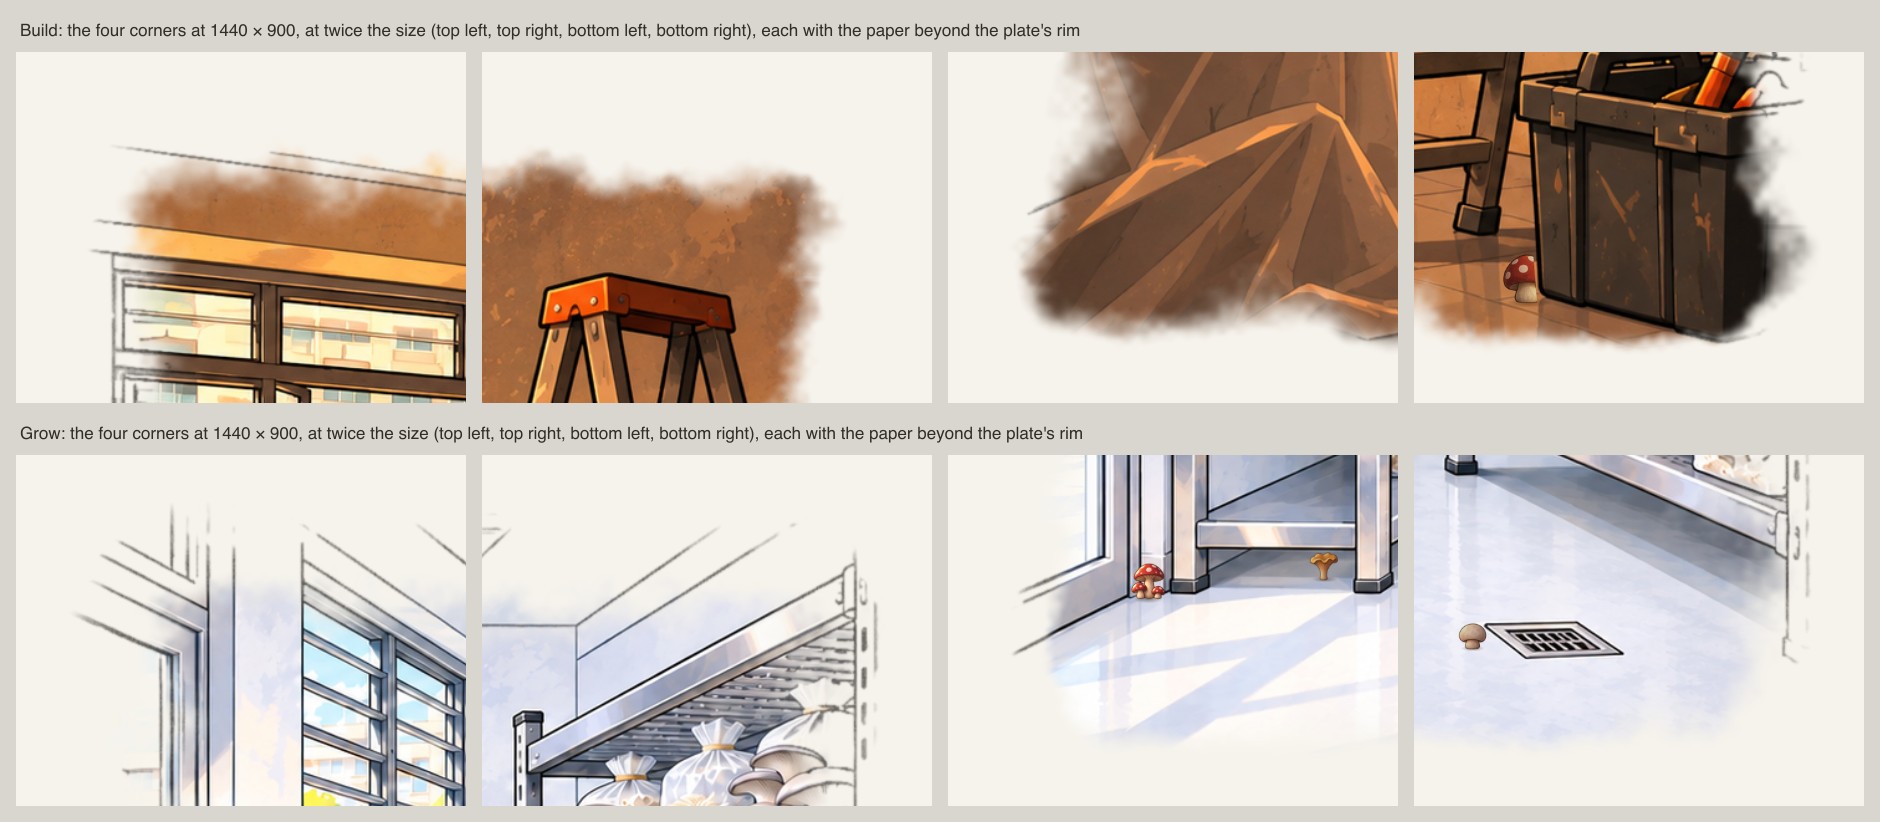 Build: the four corners at 1440 × 900, at twice the size (top left, top right, bottom left, bottom right), each with the paper beyond the plate's rim
Grow: the four corners at 1440 × 900, at twice the size (top left, top right, bottom left, bottom right), each with the paper beyond the plate's rim